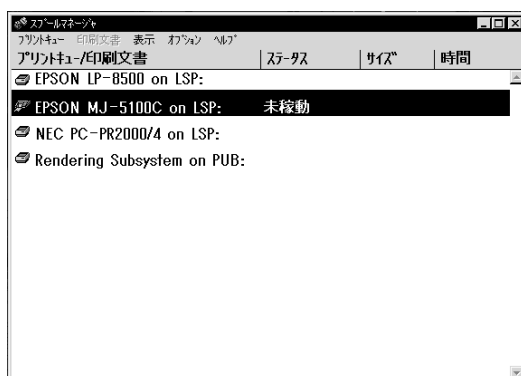 スプールマネージャ
プリントキュー 印刷文書 表示 オプション ヘルプ
プリントキュー/印刷文書 ステータス サイズ 時間
EPSON LP-8500 on LSP:
EPSON MJ-5100C on LSP: 未稼動
NEC PC-PR2000/4 on LSP:
Rendering Subsystem on PUB: